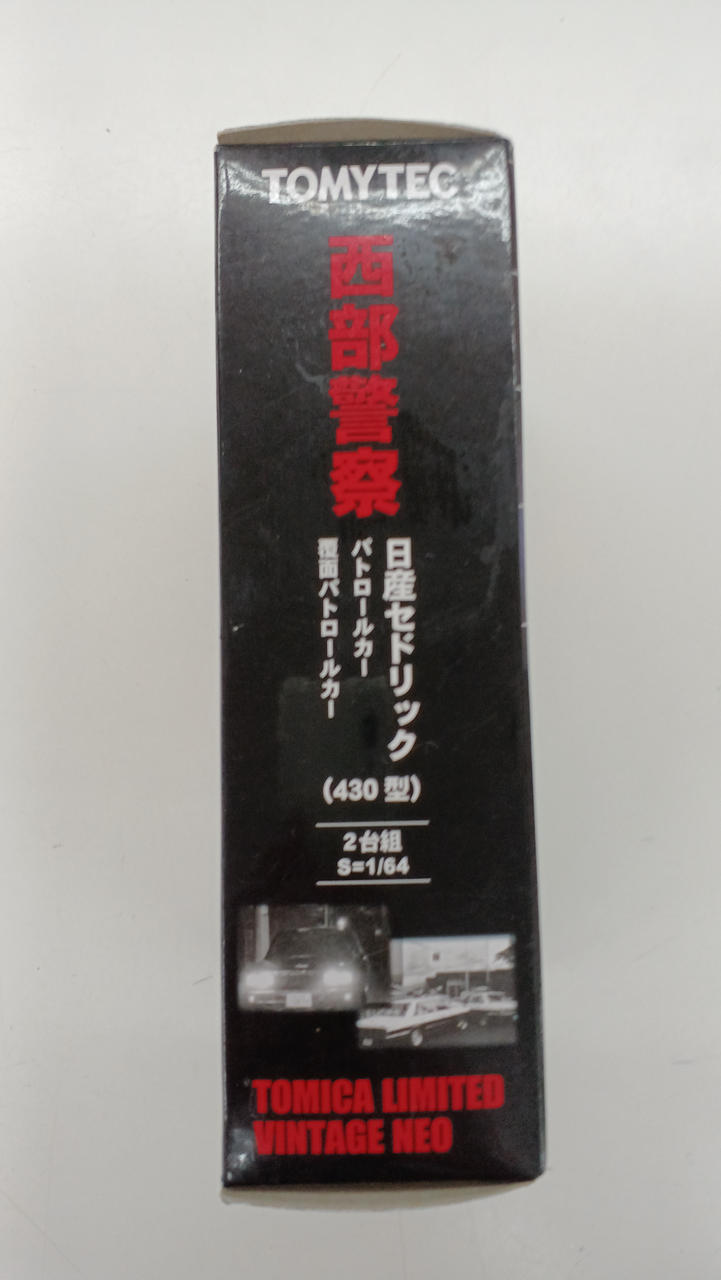 TOMYTEC
西部警察
日産セドリック
パトロールカー
覆面パトロールカー
(430型)
2台組
S=1/64
TOMICA LIMITED
VINTAGE NEO